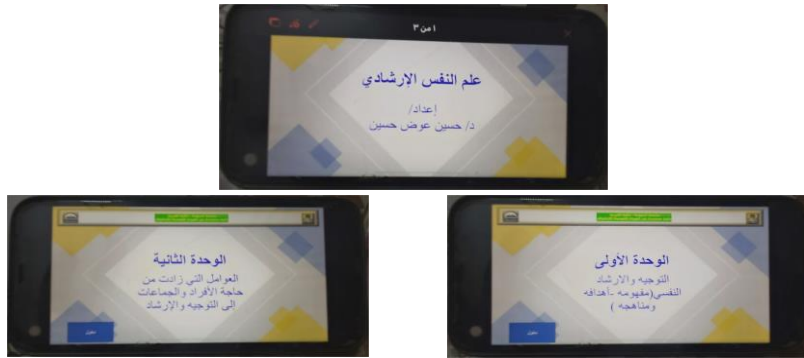 ١ من ٣
علم النفس الإرشادي
إعداد/
د/ حسين عوض حسين
الوحدة الأولى
التوجيه والارشاد
النفسي(مفهومه -أهدافه
ومناهجه )
الوحدة الثانية
العوامل التي زادت من
حاجة الأفراد والجماعات
إلى التوجيه والإرشاد